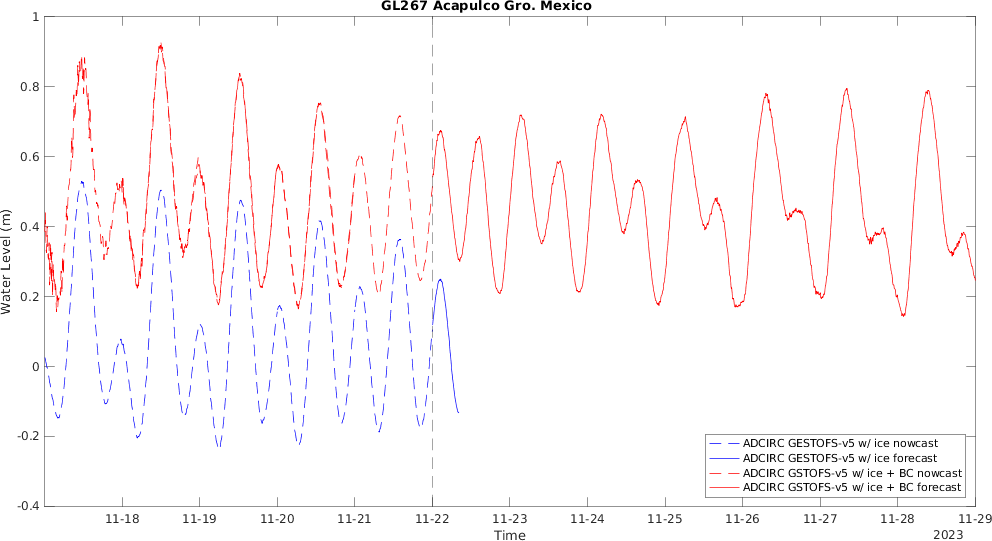 GL267 Acapulco Gro. Mexico
1
0.8
0.6
0.4
0.2
0
-0.2
-0.4
Water Level (m)
ADCIRC GESTOFS-v5 w/ ice nowcast
ADCIRC GESTOFS-v5 w/ ice forecast
ADCIRC GSTOFS-v5 w/ ice + BC nowcast
ADCIRC GSTOFS-v5 w/ ice + BC forecast
11-18 11-19 11-20 11-21 11-22 11-23 11-24 11-25 11-26 11-27 11-28 11-29
Time 2023